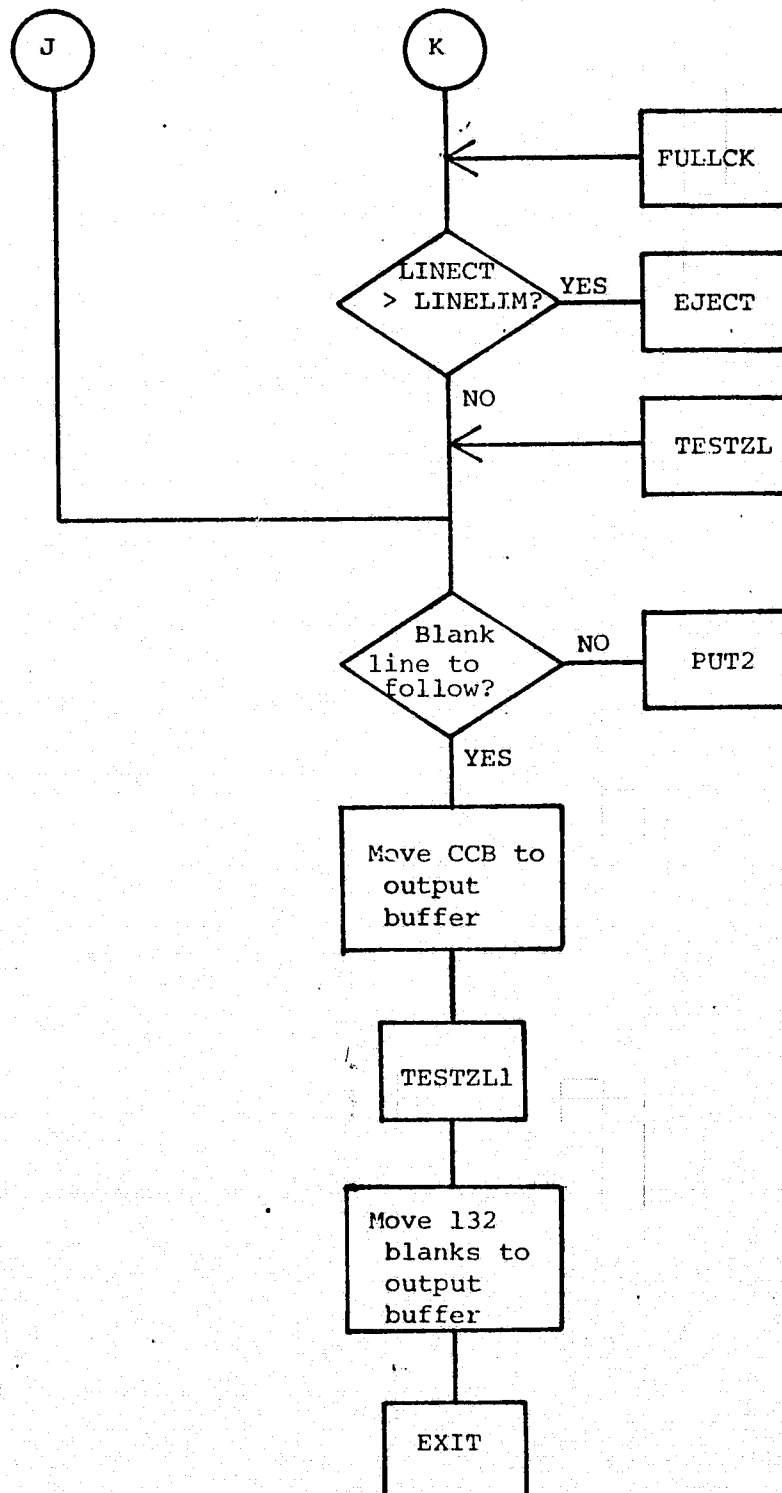 J
K
FULLCK
LINECT
> LINELIM?
YES
EJECT
NO
TESTZL
Blank
line to
follow?
NO
PUT2
YES
Move CCB to
output
buffer
TESTZL1
Move 132
blanks to
output
buffer
EXIT